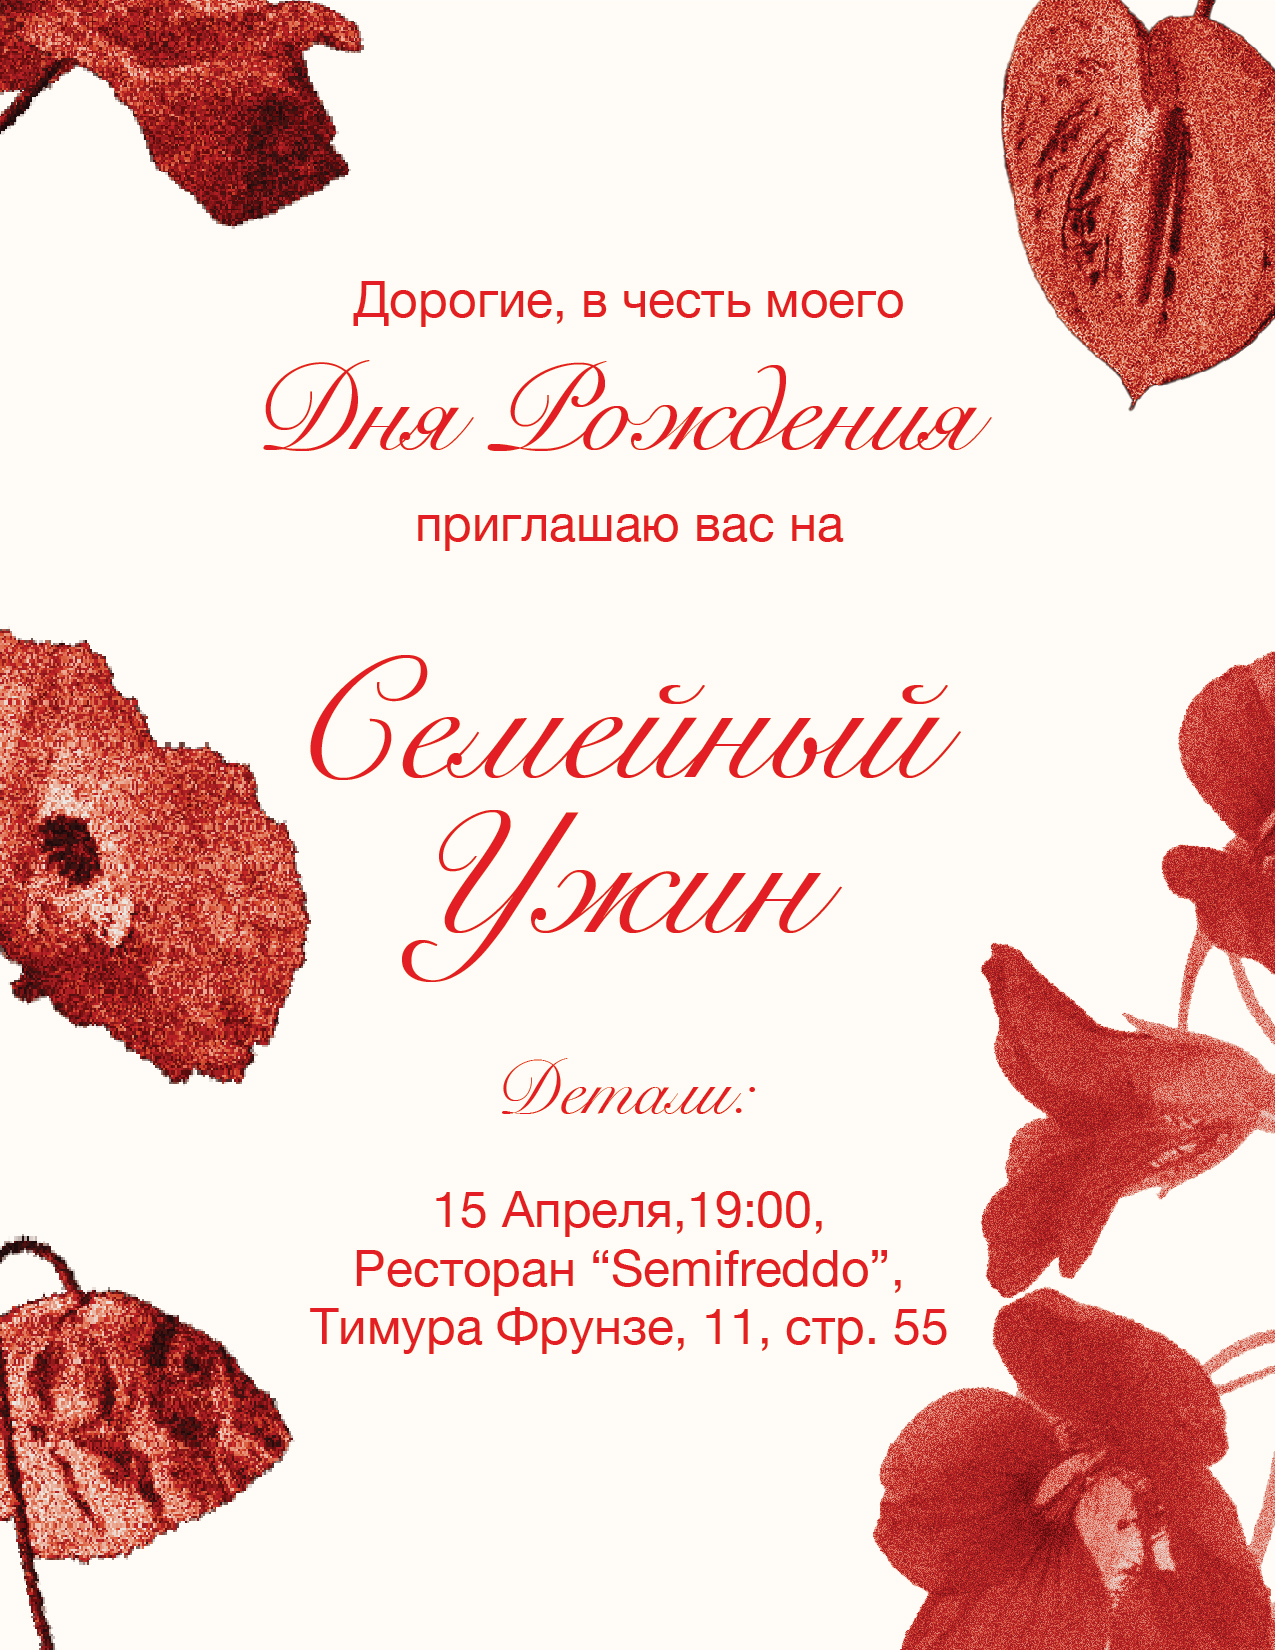 Дорогие, в честь моего
Дня Рождения
приглашаю вас на
Семейный
Ужин
Детали:
15 Апреля,19:00,
Ресторан “Semifreddo”,
Тимура Фрунзе, 11, стр. 55